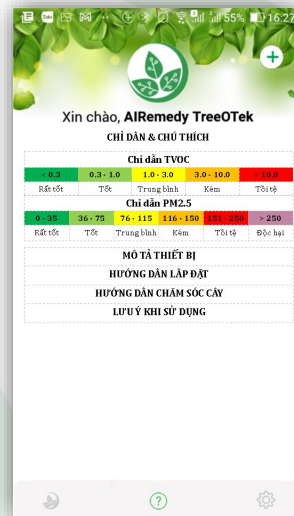 55% 16:27
Xin chào, AIRemedy TreeOTek
CHỈ DẪN & CHÚ THÍCH
Chỉ dẫn TVOC
< 0.3 0.3 - 1.0 1.0 - 3.0 3.0 - 10.0 > 10.0
Rất tốt Tốt Trung bình Kém Tồi tệ
Chỉ dẫn PM2.5
0 - 35 36 - 75 76 - 115 116 - 150 151 - 250 > 250
Rất tốt Tốt Trung bình Kém Tồi tệ Độc hại
MÔ TẢ THIẾT BỊ
HƯỚNG DẪN LẮP ĐẶT
HƯỚNG DẪN CHĂM SÓC CÂY
LƯU Ý KHI SỬ DỤNG